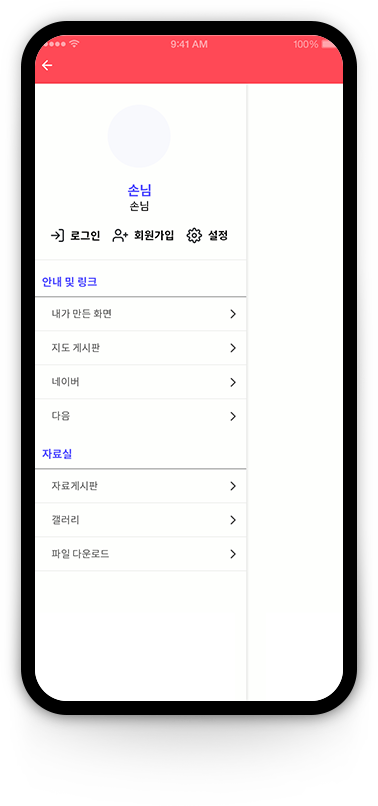 9:41 AM
100%
손님
손님
로그인 회원가입 설정
안내 및 링크
내가 만든 화면
지도 게시판
네이버
다음
자료실
자료게시판
갤러리
파일 다운로드